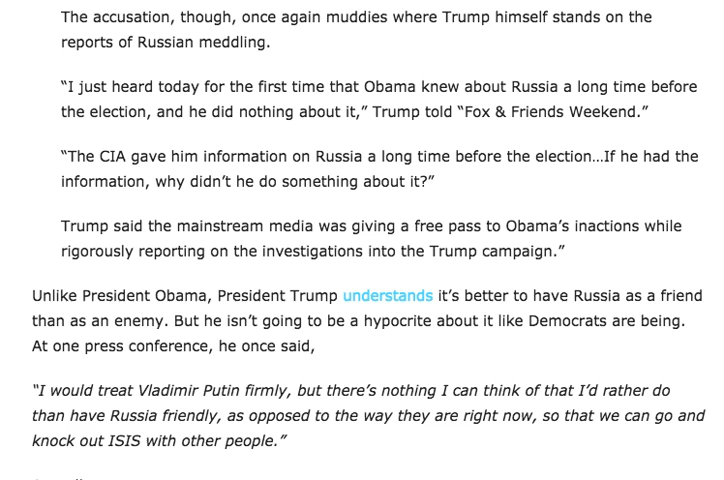 The accusation, though, once again muddies where Trump himself stands on the
reports of Russian meddling.
“I just heard today for the first time that Obama knew about Russia a long time before
the election, and he did nothing about it,” Trump told “Fox & Friends Weekend.”
“The CIA gave him information on Russia a long time before the election…If he had the
information, why didn’t he do something about it?”
Trump said the mainstream media was giving a free pass to Obama’s inactions while
rigorously reporting on the investigations into the Trump campaign.”
Unlike President Obama, President Trump understands it’s better to have Russia as a friend
than as an enemy. But he isn’t going to be a hypocrite about it like Democrats are being.
At one press conference, he once said,
“I would treat Vladimir Putin firmly, but there’s nothing I can think of that I’d rather do
than have Russia friendly, as opposed to the way they are right now, so that we can go and
knock out ISIS with other people.”